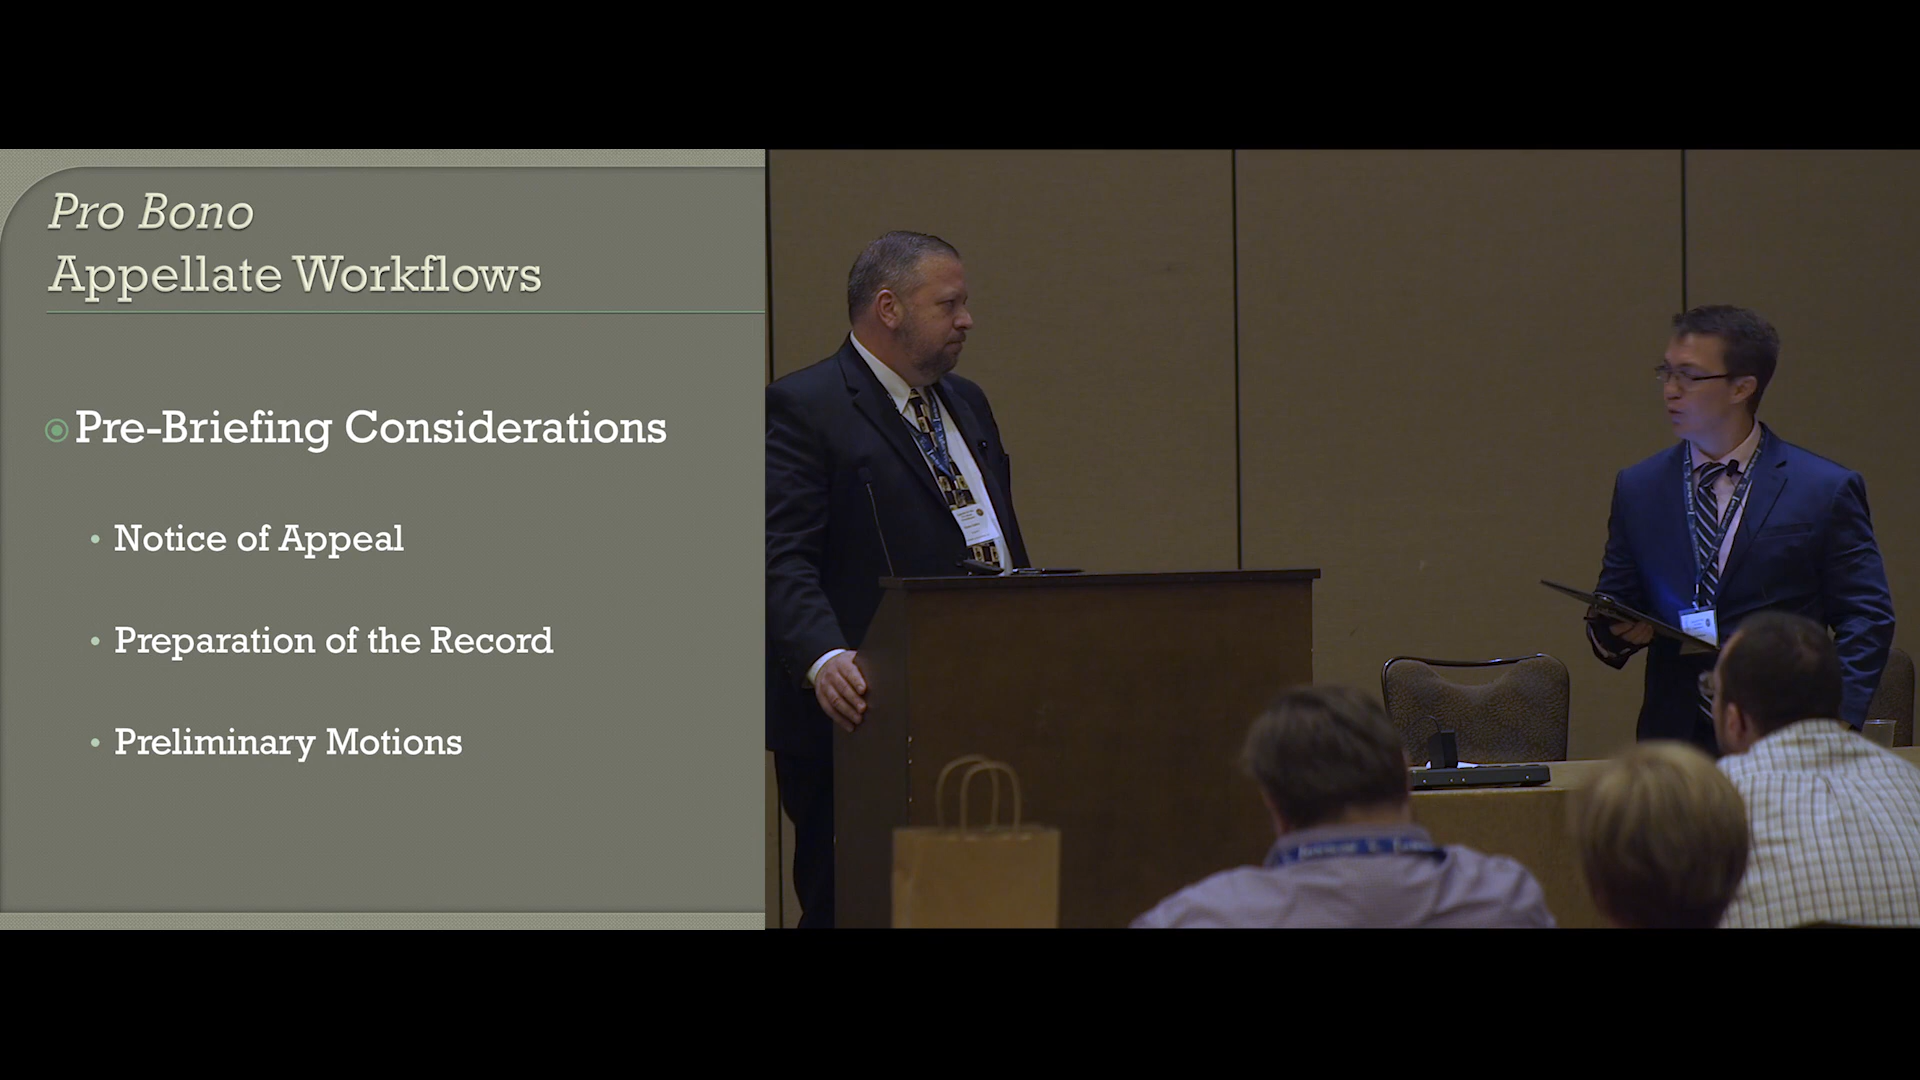 Pro Bono
Appellate Workflows
Pre-Briefing Considerations
Notice of Appeal
Preparation of the Record
Preliminary Motions